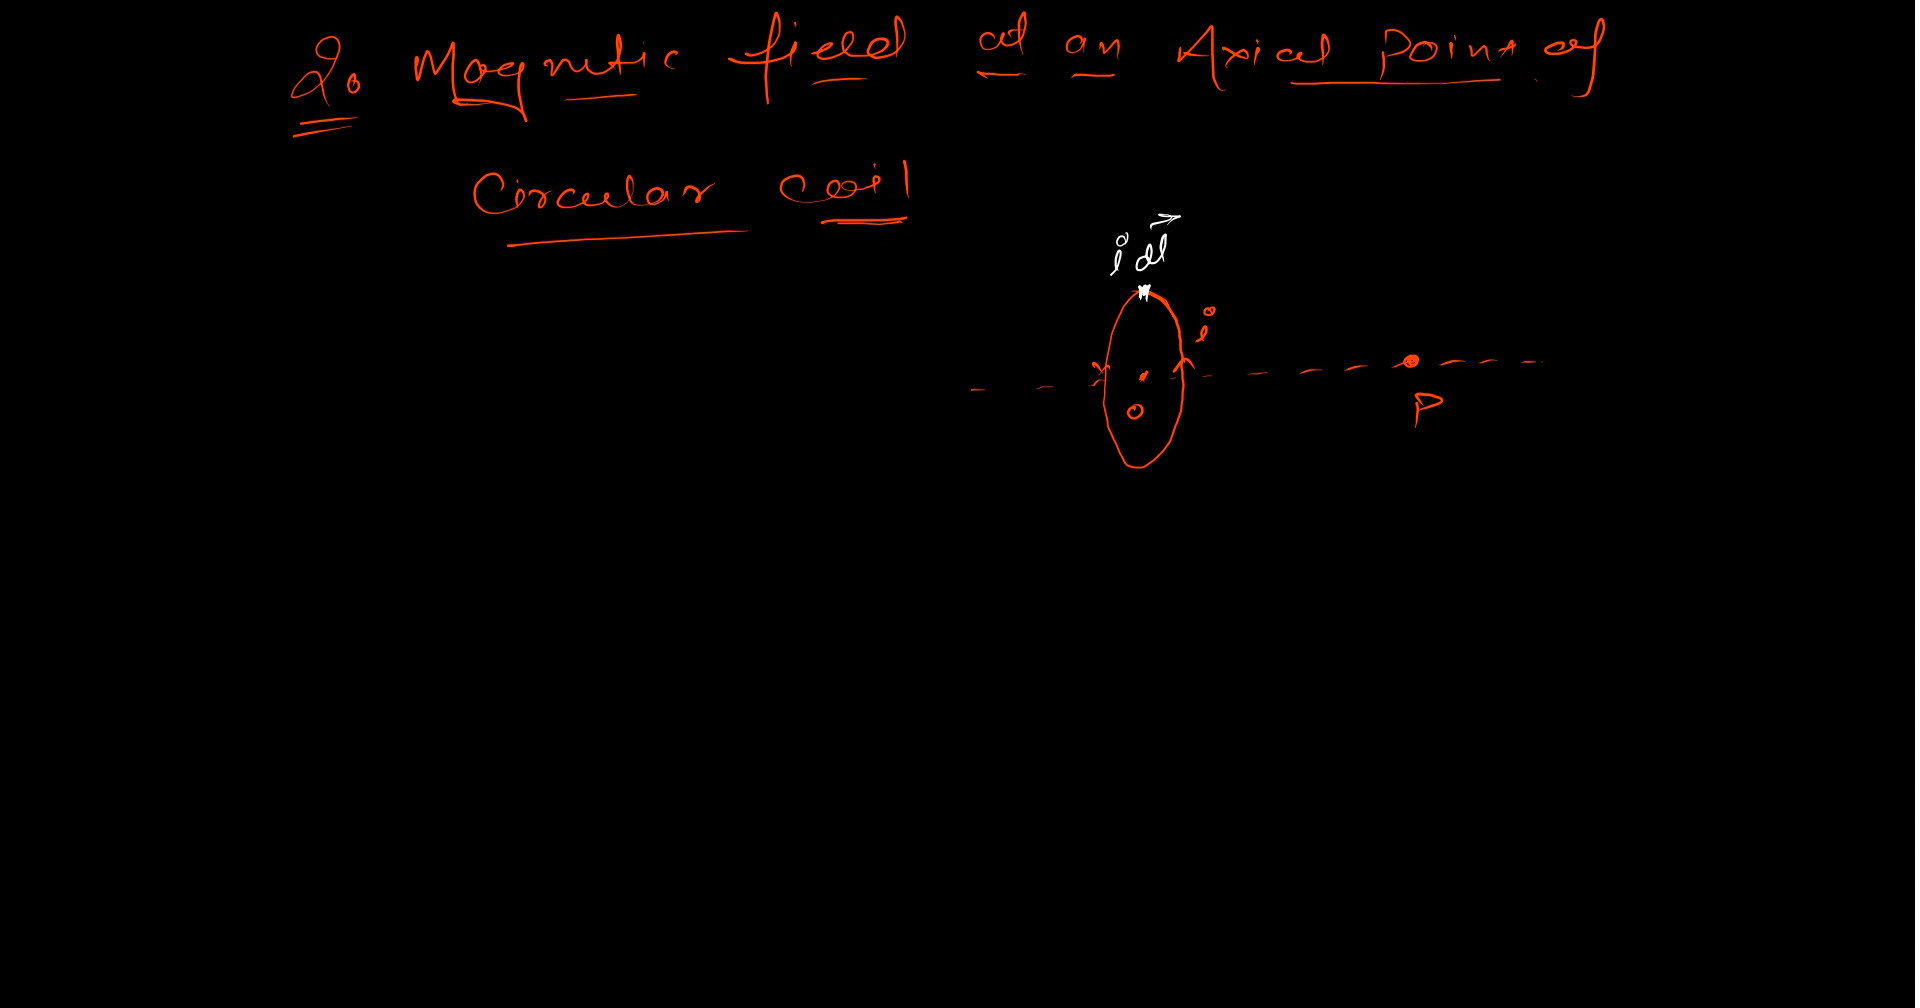 2. Magnetic field at an Axial Point of
Circular Coil
i dl
i
O
P